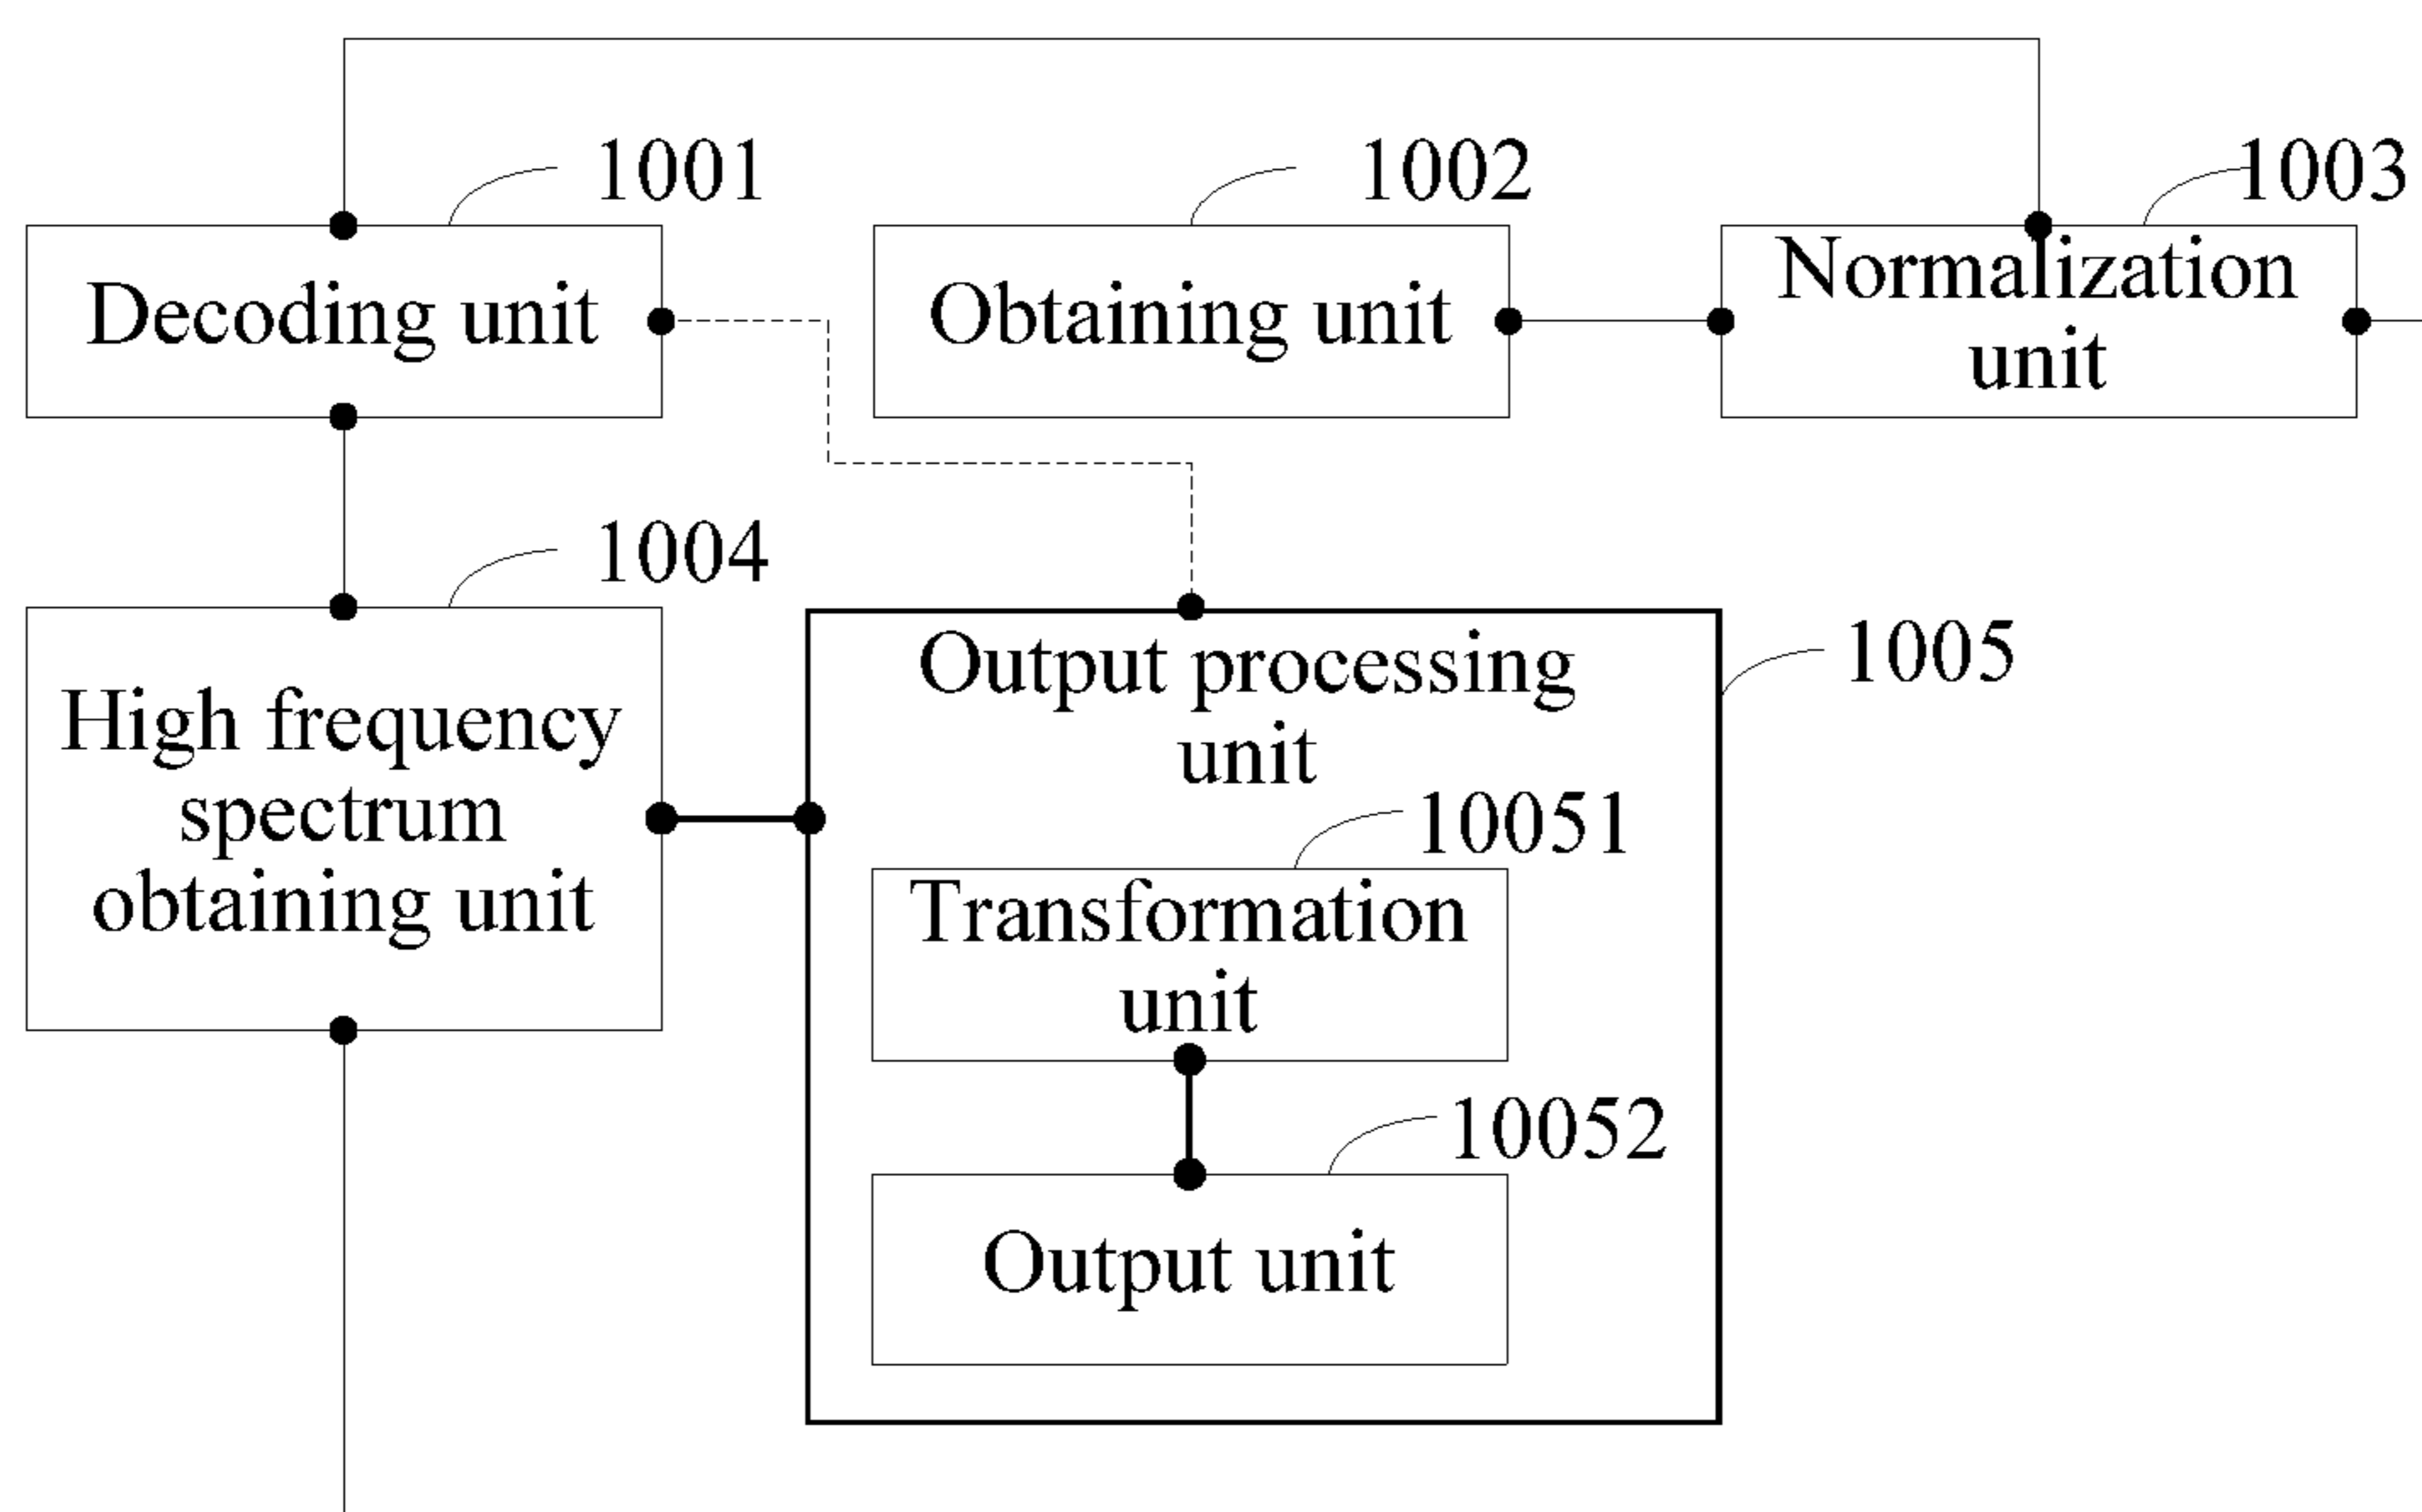 1001
1002
1003
Decoding unit
Obtaining unit
Normalization
unit
1004
1005
High frequency
spectrum
obtaining unit
Output processing
unit
10051
Transformation
unit
10052
Output unit